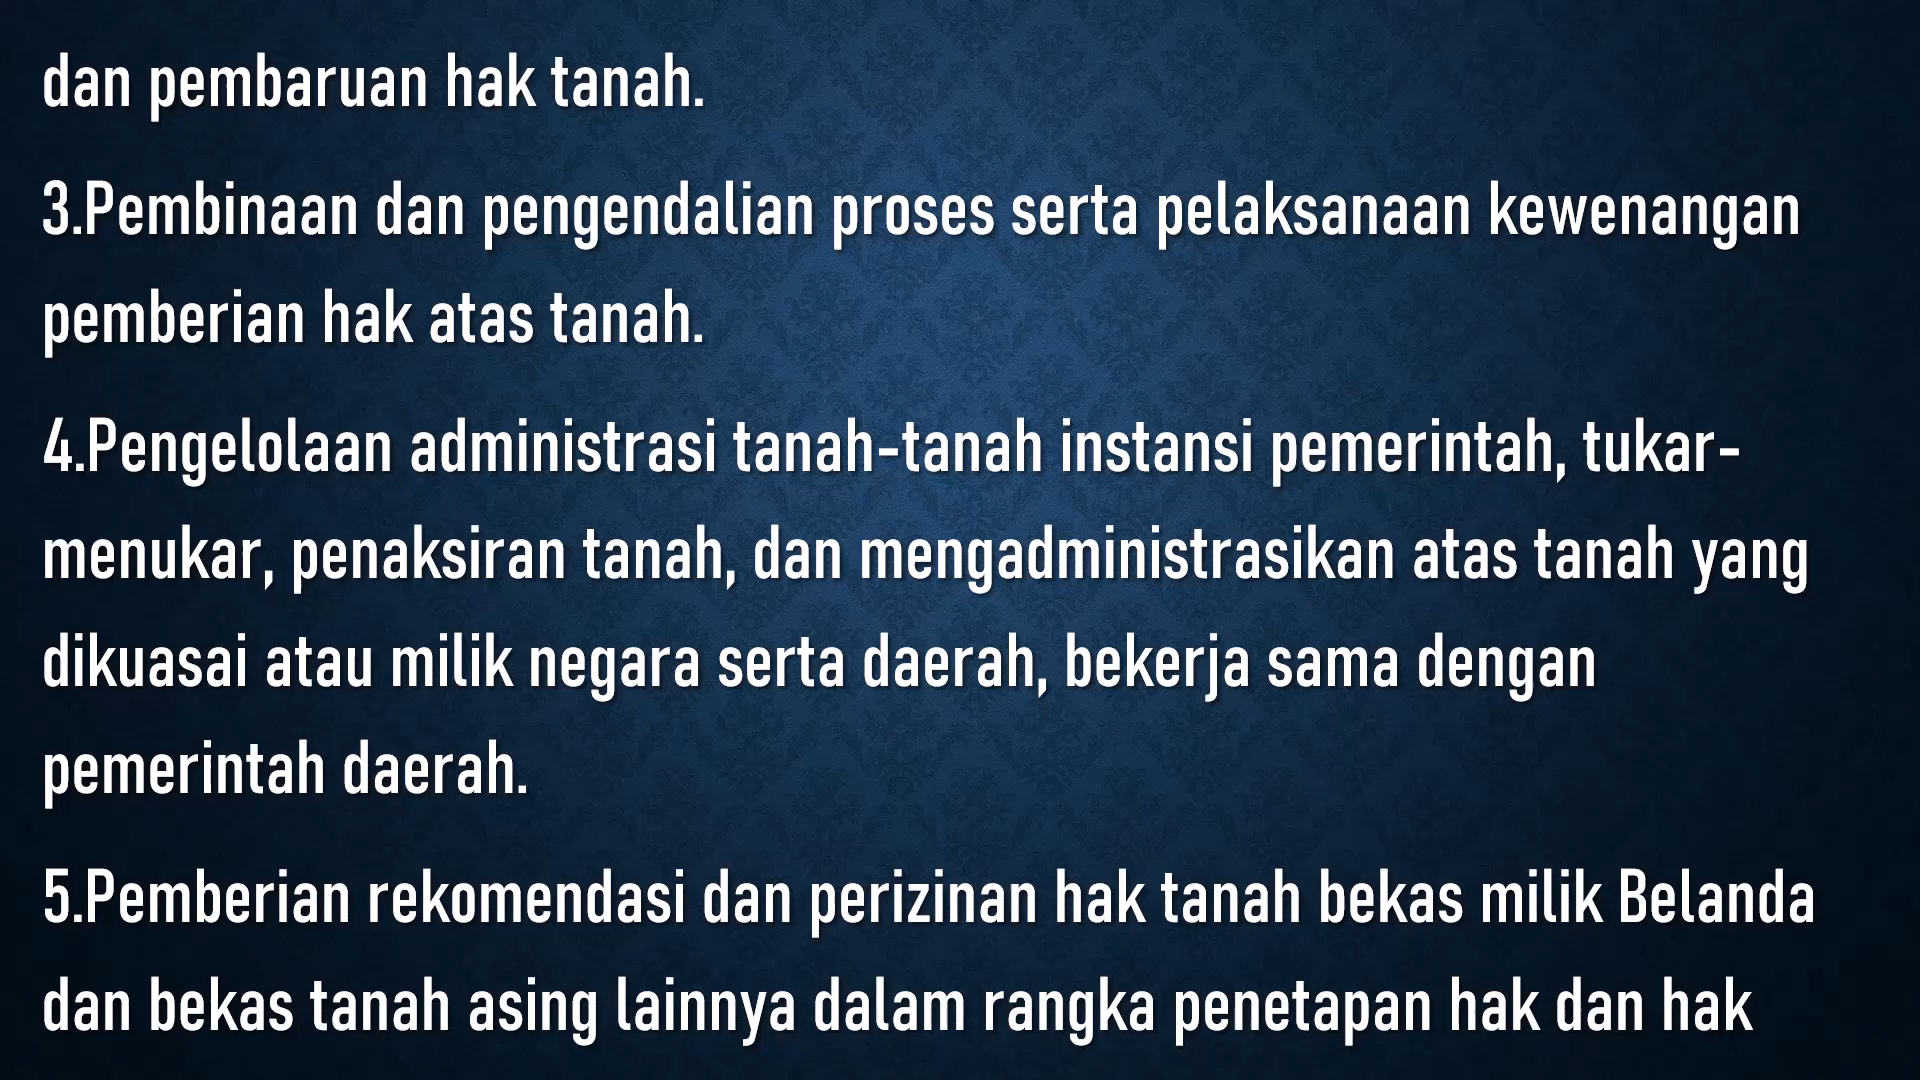 dan pembaruan hak tanah.
3.Pembinaan dan pengendalian proses serta pelaksanaan kewenangan
pemberian hak atas tanah.
4.Pengelolaan administrasi tanah-tanah instansi pemerintah, tukar-
menukar, penaksiran tanah, dan mengadministrasikan atas tanah yang
dikuasai atau milik negara serta daerah, bekerja sama dengan
pemerintah daerah.
5.Pemberian rekomendasi dan perizinan hak tanah bekas milik Belanda
dan bekas tanah asing lainnya dalam rangka penetapan hak dan hak